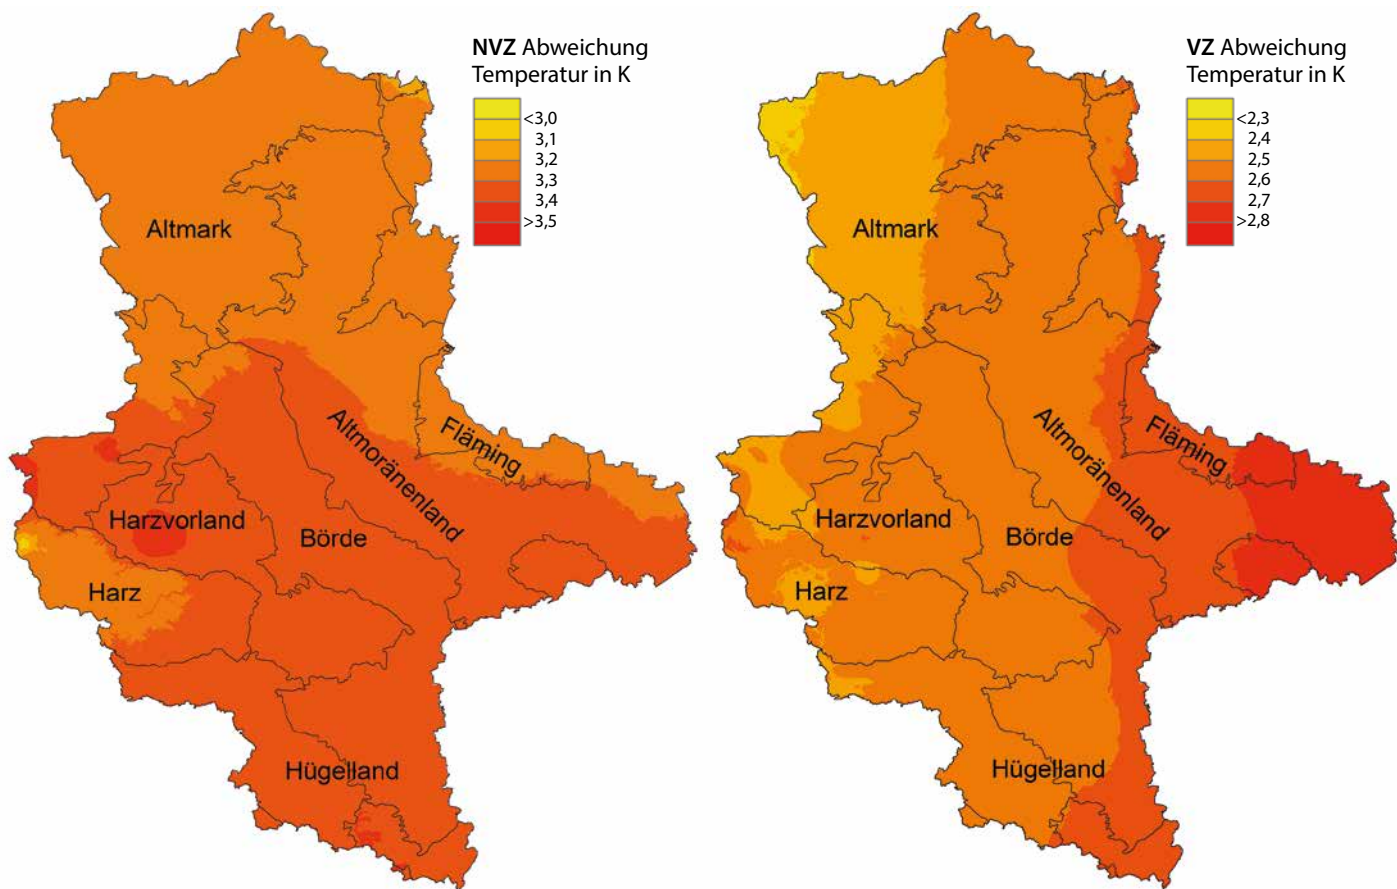 NVZ Abweichung
Temperatur in K
<3,0
3,1
3,2
3,3
3,4
>3,5
Altmark
Fläming
Altmoränenland
Harzvorland
Börde
Harz
Hügelland
VZ Abweichung
Temperatur in K
<2,3
2,4
2,5
2,6
2,7
>2,8
Altmark
Fläming
Altmoränenland
Harzvorland
Börde
Harz
Hügelland